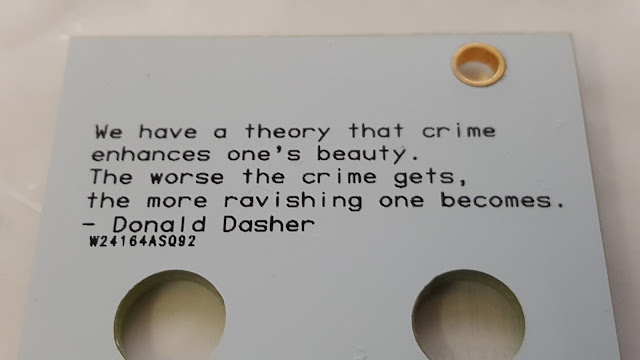 We have a theory that crime
enhances one's beauty.
The worse the crime gets,
the more ravishing one becomes.
- Donald Dasher
W24164ASQ92